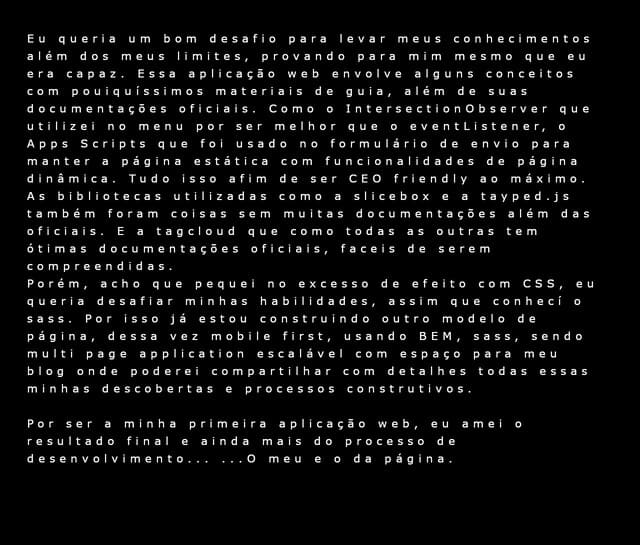 Eu queria um bom desafio para levar meus conhecimentos
além dos meus limites, provando para mim mesmo que eu
era capaz. Essa aplicação web envolve alguns conceitos
com pouiquíssimos materiais de guia, além de suas
documentações oficiais. Como o IntersectionObserver que
utilizei no menu por ser melhor que o eventListener, o
Apps Scripts que foi usado no formulário de envio para
manter a página estática com funcionalidades de página
dinâmica. Tudo isso afim de ser CEO friendly ao máximo.
As bibliotecas utilizadas como a slicebox e a tayped.js
também foram coisas sem muitas documentações além das
oficiais. E a tagcloud que como todas as outras tem
ótimas documentações oficiais, faceis de serem
compreendidas.
Porém, acho que pequei no excesso de efeito com CSS, eu
queria desafiar minhas habilidades, assim que conhecí o
sass. Por isso já estou construindo outro modelo de
página, dessa vez mobile first, usando BEM, sass, sendo
multi page application escalável com espaço para meu
blog onde poderei compartilhar com detalhes todas essas
minhas descobertas e processos construtivos.

Por ser a minha primeira aplicação web, eu amei o
resultado final e ainda mais do processo de
desenvolvimento... ...O meu e o da página.